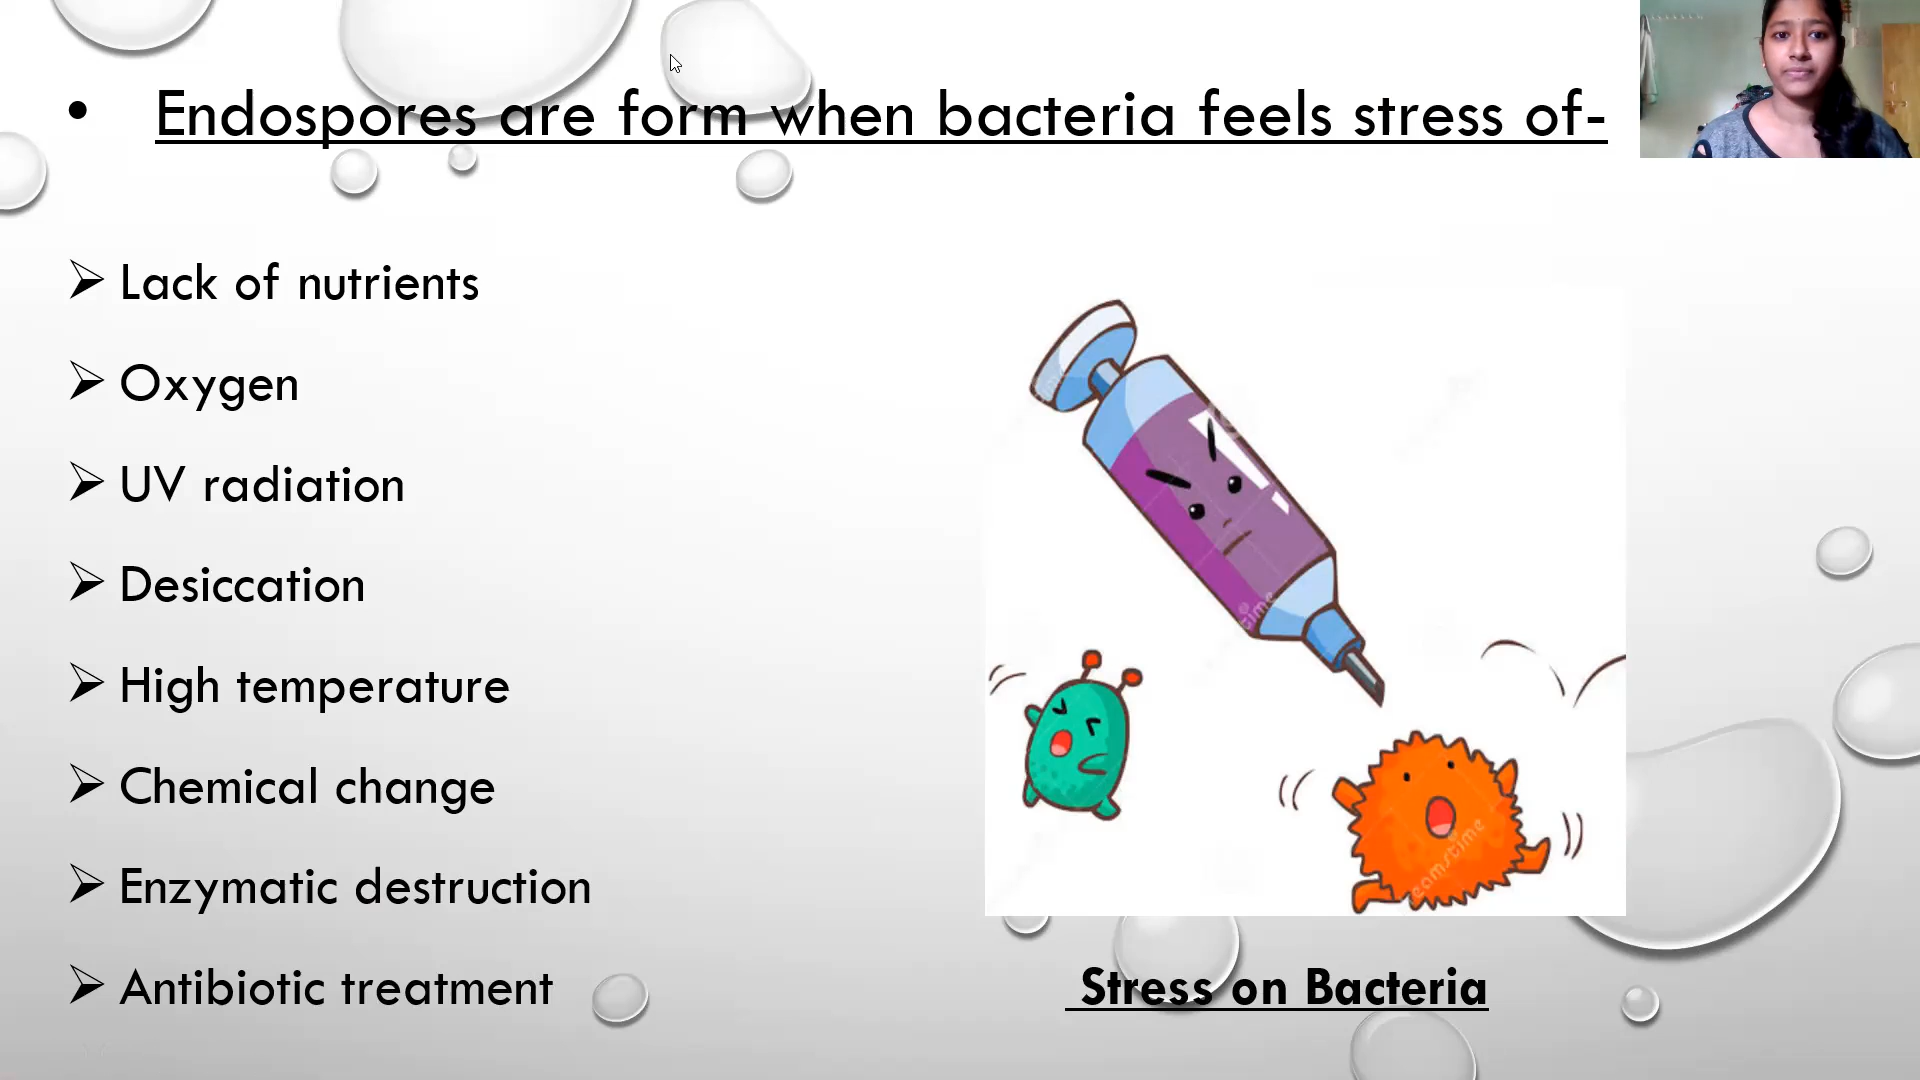 • Endospores are form when bacteria feels stress of-
➢ Lack of nutrients
➢ Oxygen
➢ UV radiation
➢ Desiccation
➢ High temperature
➢ Chemical change
➢ Enzymatic destruction
➢ Antibiotic treatment
Stress on Bacteria